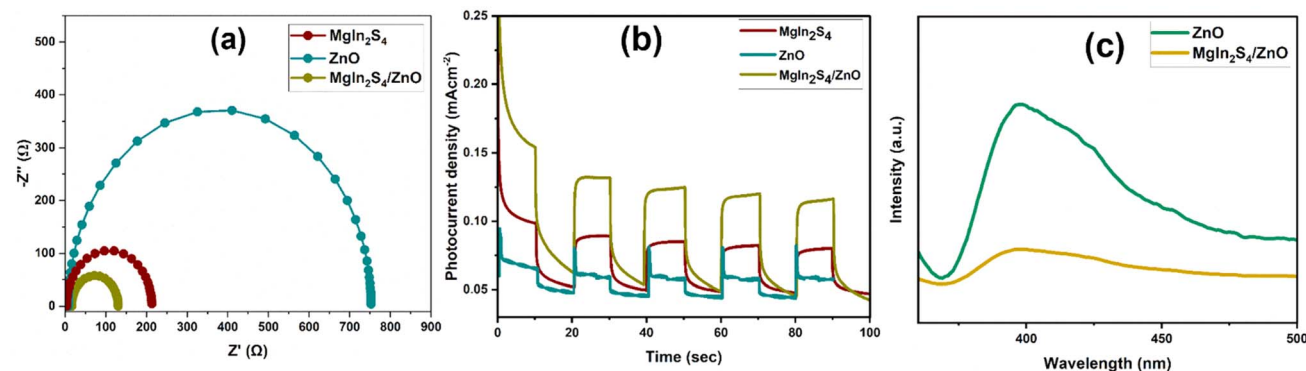 (a)
MgIn₂S₄
ZnO
MgIn₂S₄/ZnO
-Z'' (Ω)
500
400
300
200
100
0
0 100 200 300 400 500 600 700 800 900
Z' (Ω)
(b)
MgIn₂S₄
ZnO
MgIn₂S₄/ZnO
Photocurrent density (mAcm⁻²)
0.25
0.20
0.15
0.10
0.05
0 20 40 60 80 100
Time (sec)
(c)
ZnO
MgIn₂S₄/ZnO
Intensity (a.u.)
400 450 500
Wavelength (nm)